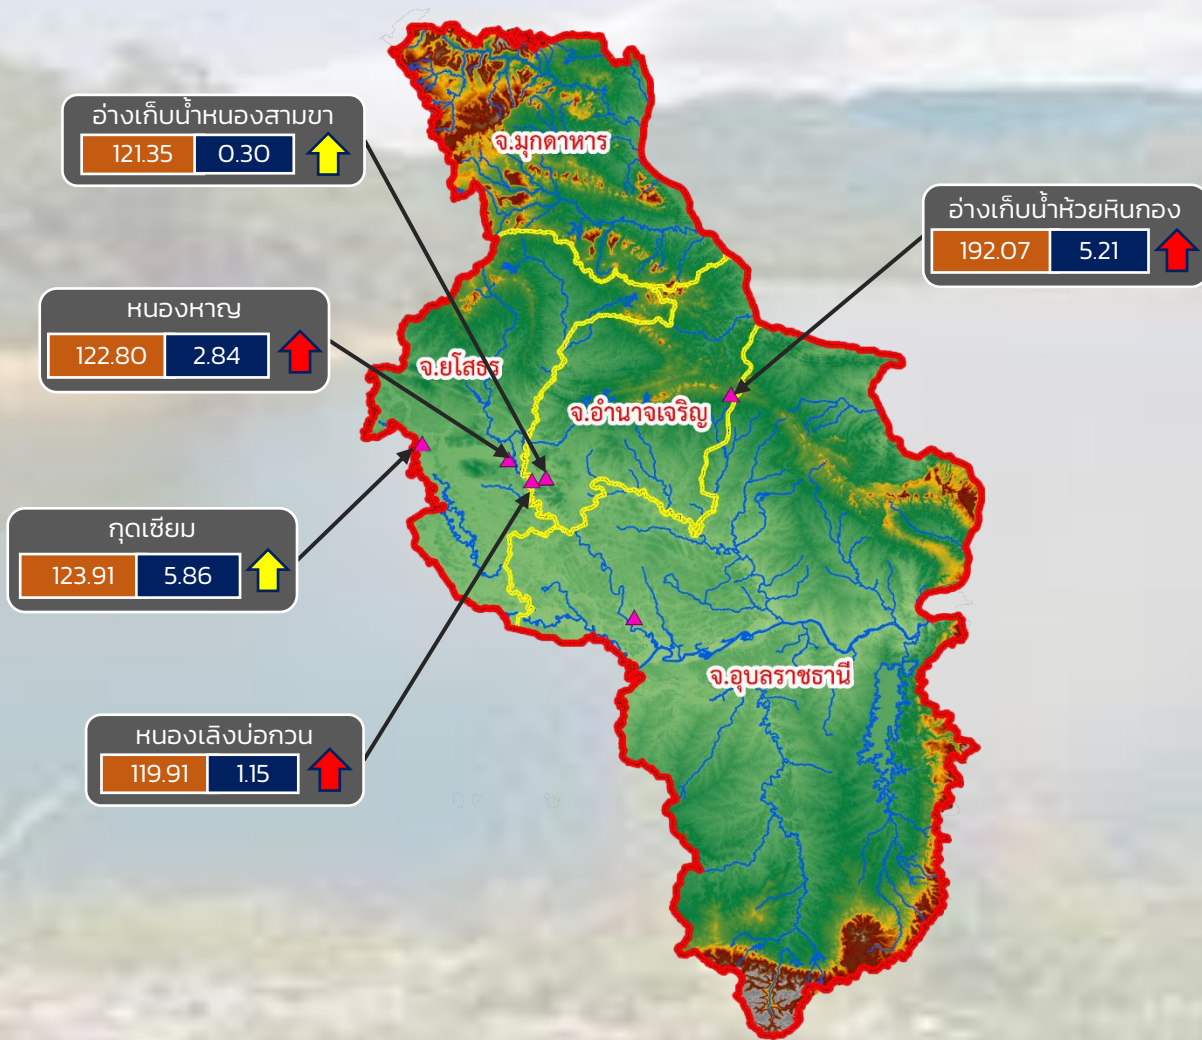 อ่างเก็บน้ำหนองสามขา
121.35 0.30
จ.มุกดาหาร
อ่างเก็บน้ำห้วยหินกอง
192.07 5.21
หนองหาญ
122.80 2.84
จ.ยโสธร
จ.อำนาจเจริญ
กุดเซียม
123.91 5.86
จ.อุบลราชธานี
หนองเลิงบ่อกวน
119.91 1.15